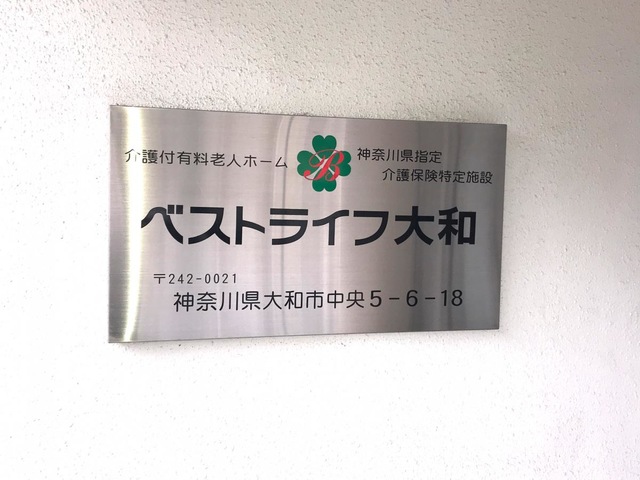 介護付有料老人ホーム
B
神奈川県指定
介護保険特定施設
ベストライフ大和
〒242-0021
神奈川県大和市中央5-6-18